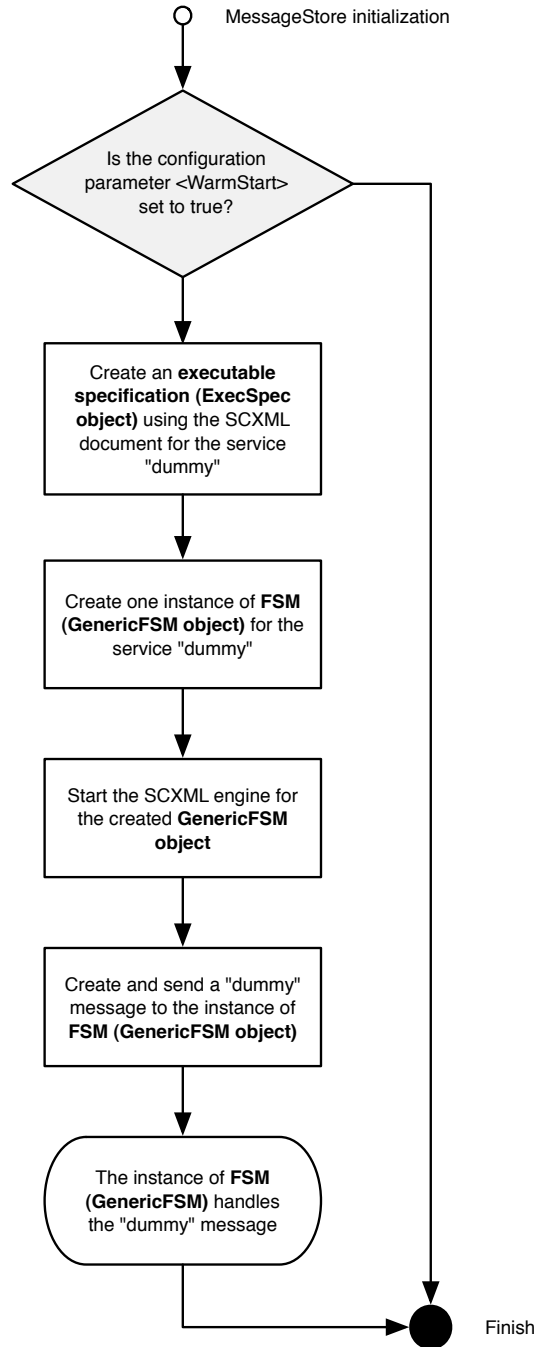 MessageStore initialization
Is the configuration
parameter <WarmStart>
set to true?
Create an executable
specification (ExecSpec
object) using the SCXML
document for the service
"dummy"
Create one instance of FSM
(GenericFSM object) for the
service "dummy"
Start the SCXML engine for
the created GenericFSM
object
Create and send a "dummy"
message to the instance of
FSM (GenericFSM object)
The instance of FSM
(GenericFSM) handles
the "dummy" message
Finish